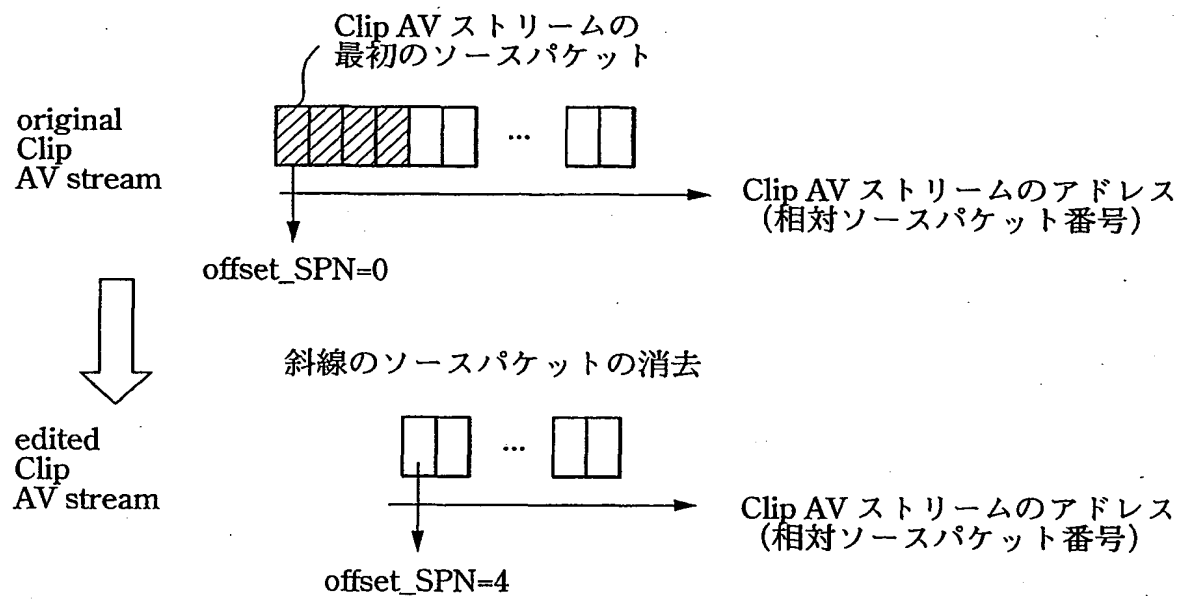 Clip AV ストリームの
最初のソースパケット
original
Clip
AV stream
...
Clip AV ストリームのアドレス
(相対ソースパケット番号)
offset_SPN=0
斜線のソースパケットの消去
edited
Clip
AV stream
...
Clip AV ストリームのアドレス
(相対ソースパケット番号)
offset_SPN=4